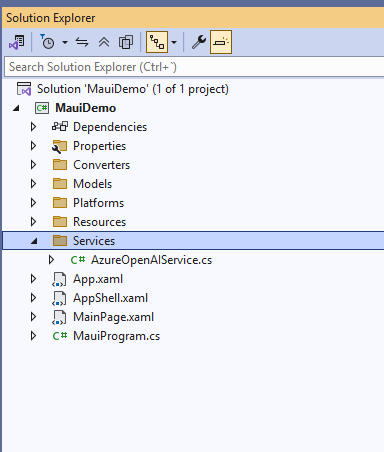 Solution Explorer
Search Solution Explorer (Ctrl+`)
Solution 'MauiDemo' (1 of 1 project)
C# MauiDemo
Dependencies
Properties
Converters
Models
Platforms
Resources
Services
C# AzureOpenAIService.cs
App.xaml
AppShell.xaml
MainPage.xaml
C# MauiProgram.cs